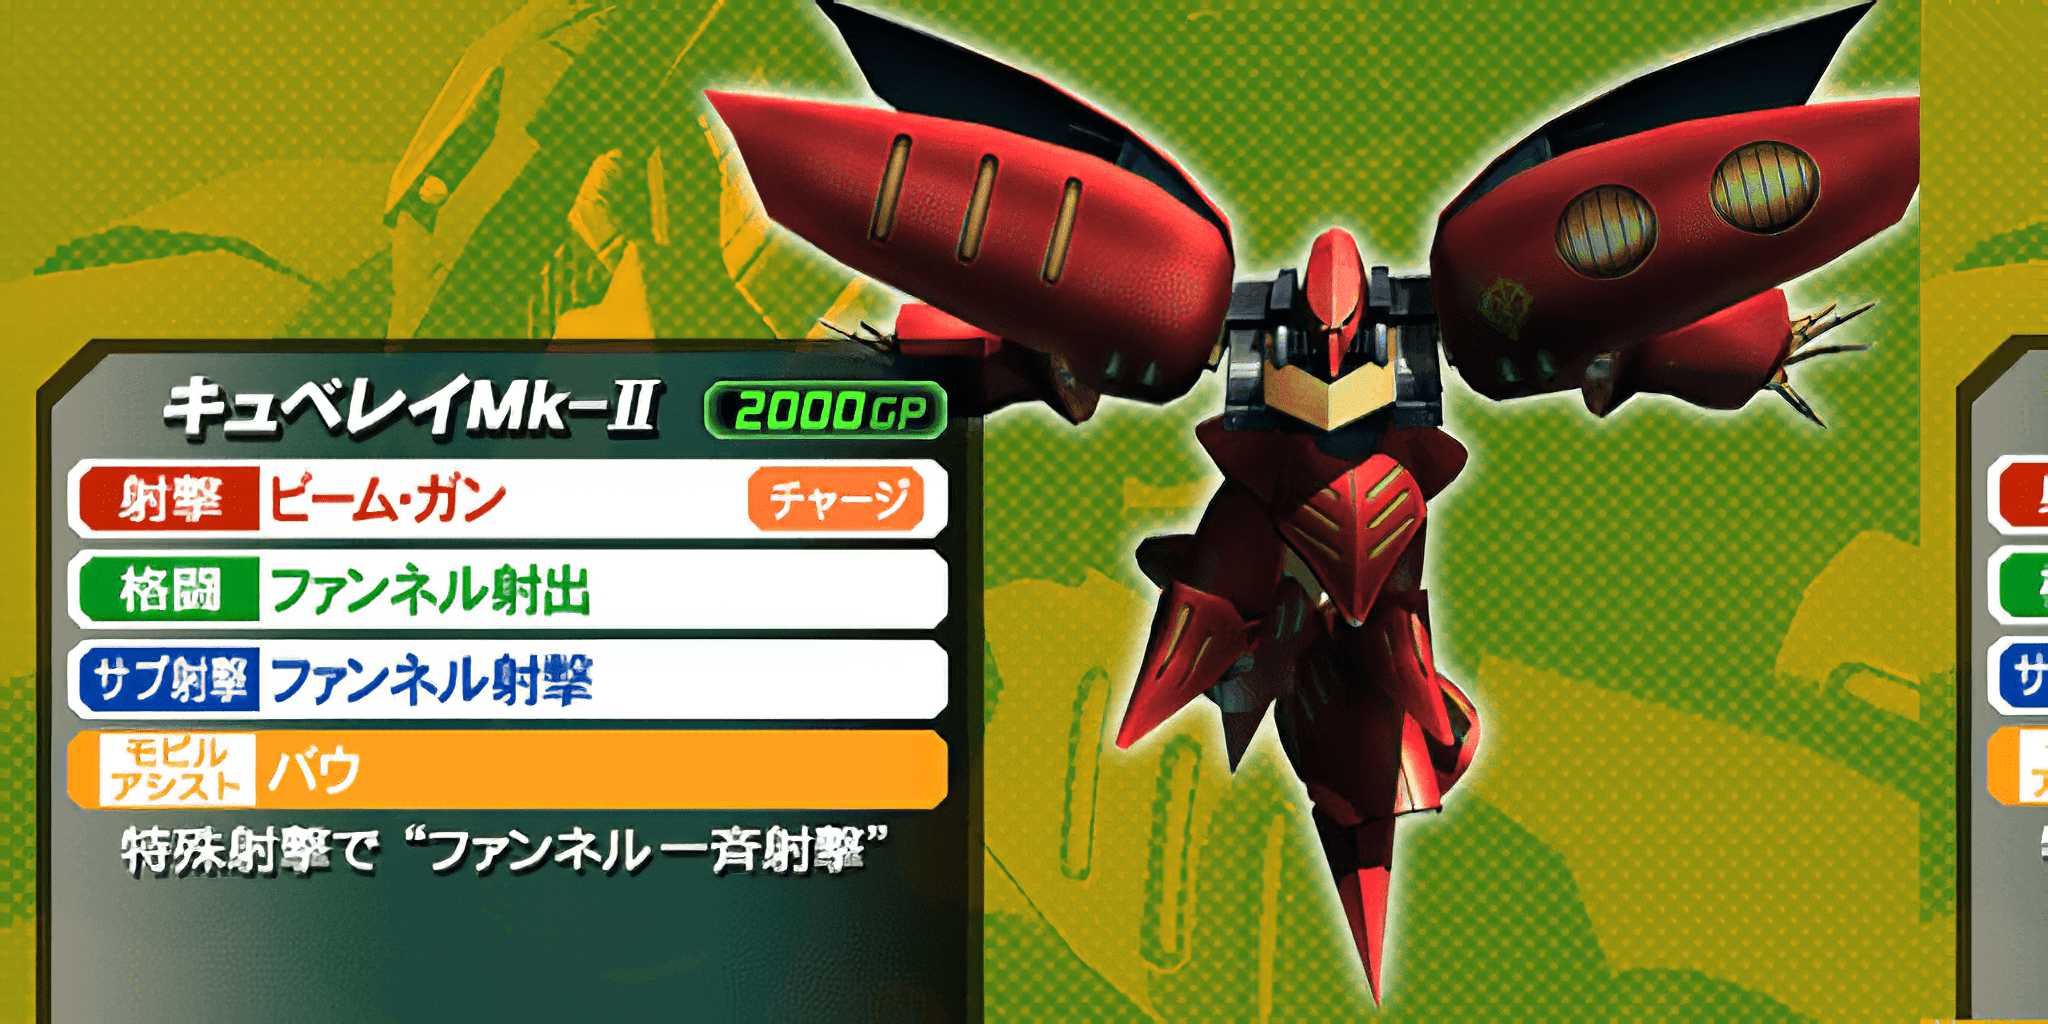 キュベレイMk-Ⅱ 2000GP
射撃 ビーム・ガン チャージ
格闘 ファンネル射出
サブ射撃 ファンネル射撃
モビル
アシスト バウ
特殊射撃で“ファンネル一斉射撃”
サ